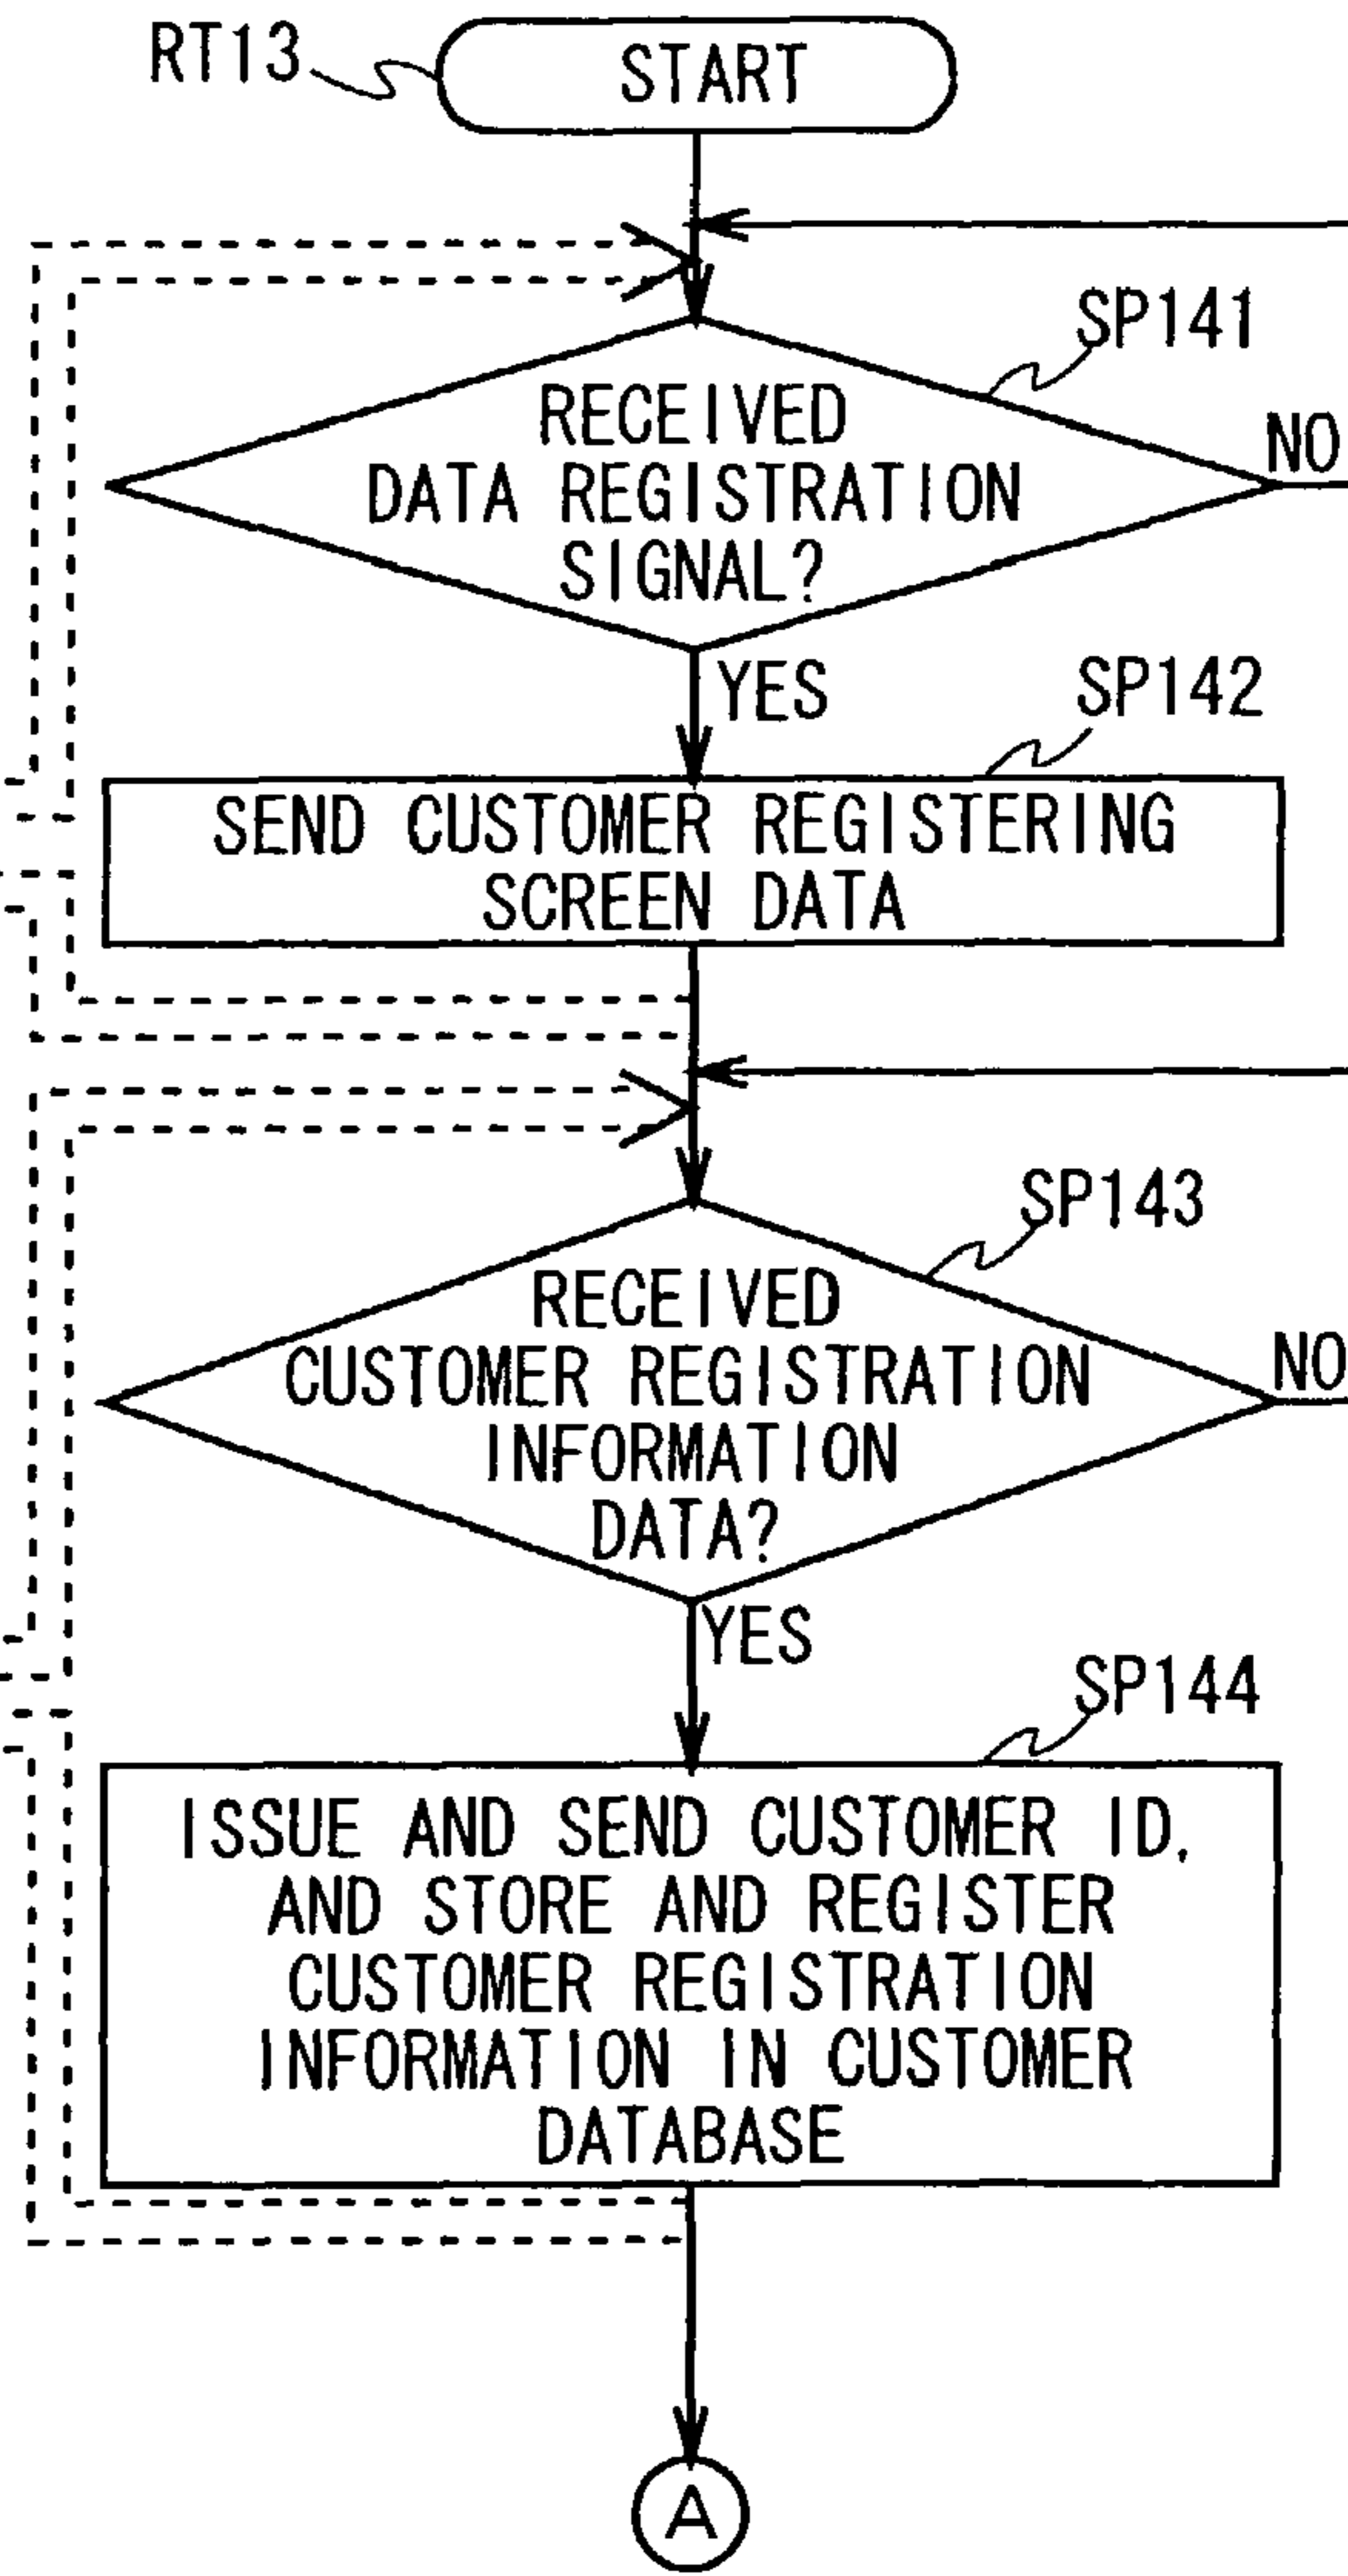 RT13
START
SP141
RECEIVED
DATA REGISTRATION
SIGNAL?
NO
YES
SP142
SEND CUSTOMER REGISTERING
SCREEN DATA
SP143
RECEIVED
CUSTOMER REGISTRATION
INFORMATION
DATA?
NO
YES
SP144
ISSUE AND SEND CUSTOMER ID,
AND STORE AND REGISTER
CUSTOMER REGISTRATION
INFORMATION IN CUSTOMER
DATABASE
A